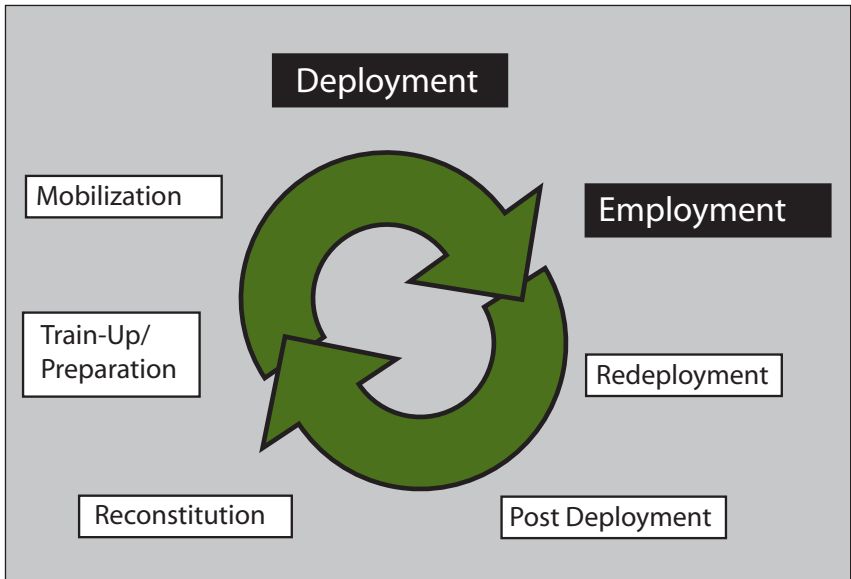 Deployment
Mobilization
Employment
Train-Up/
Preparation
Redeployment
Reconstitution
Post Deployment